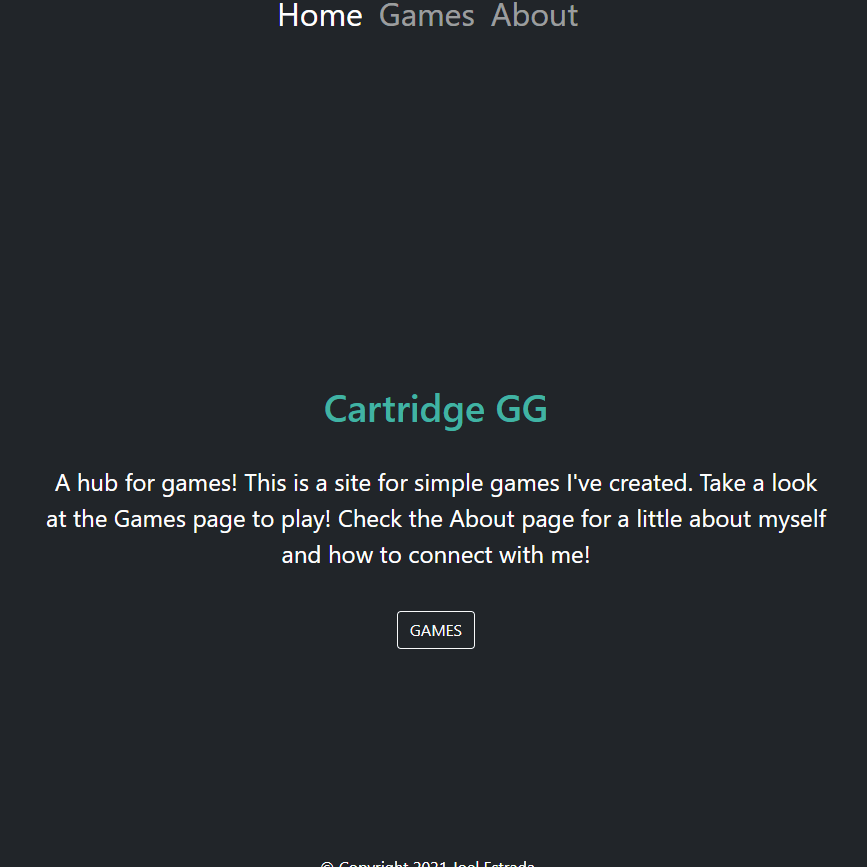 Home Games About
Cartridge GG
A hub for games! This is a site for simple games I've created. Take a look
at the Games page to play! Check the About page for a little about myself
and how to connect with me!
GAMES
© Copyright 2021 Joel Estrada